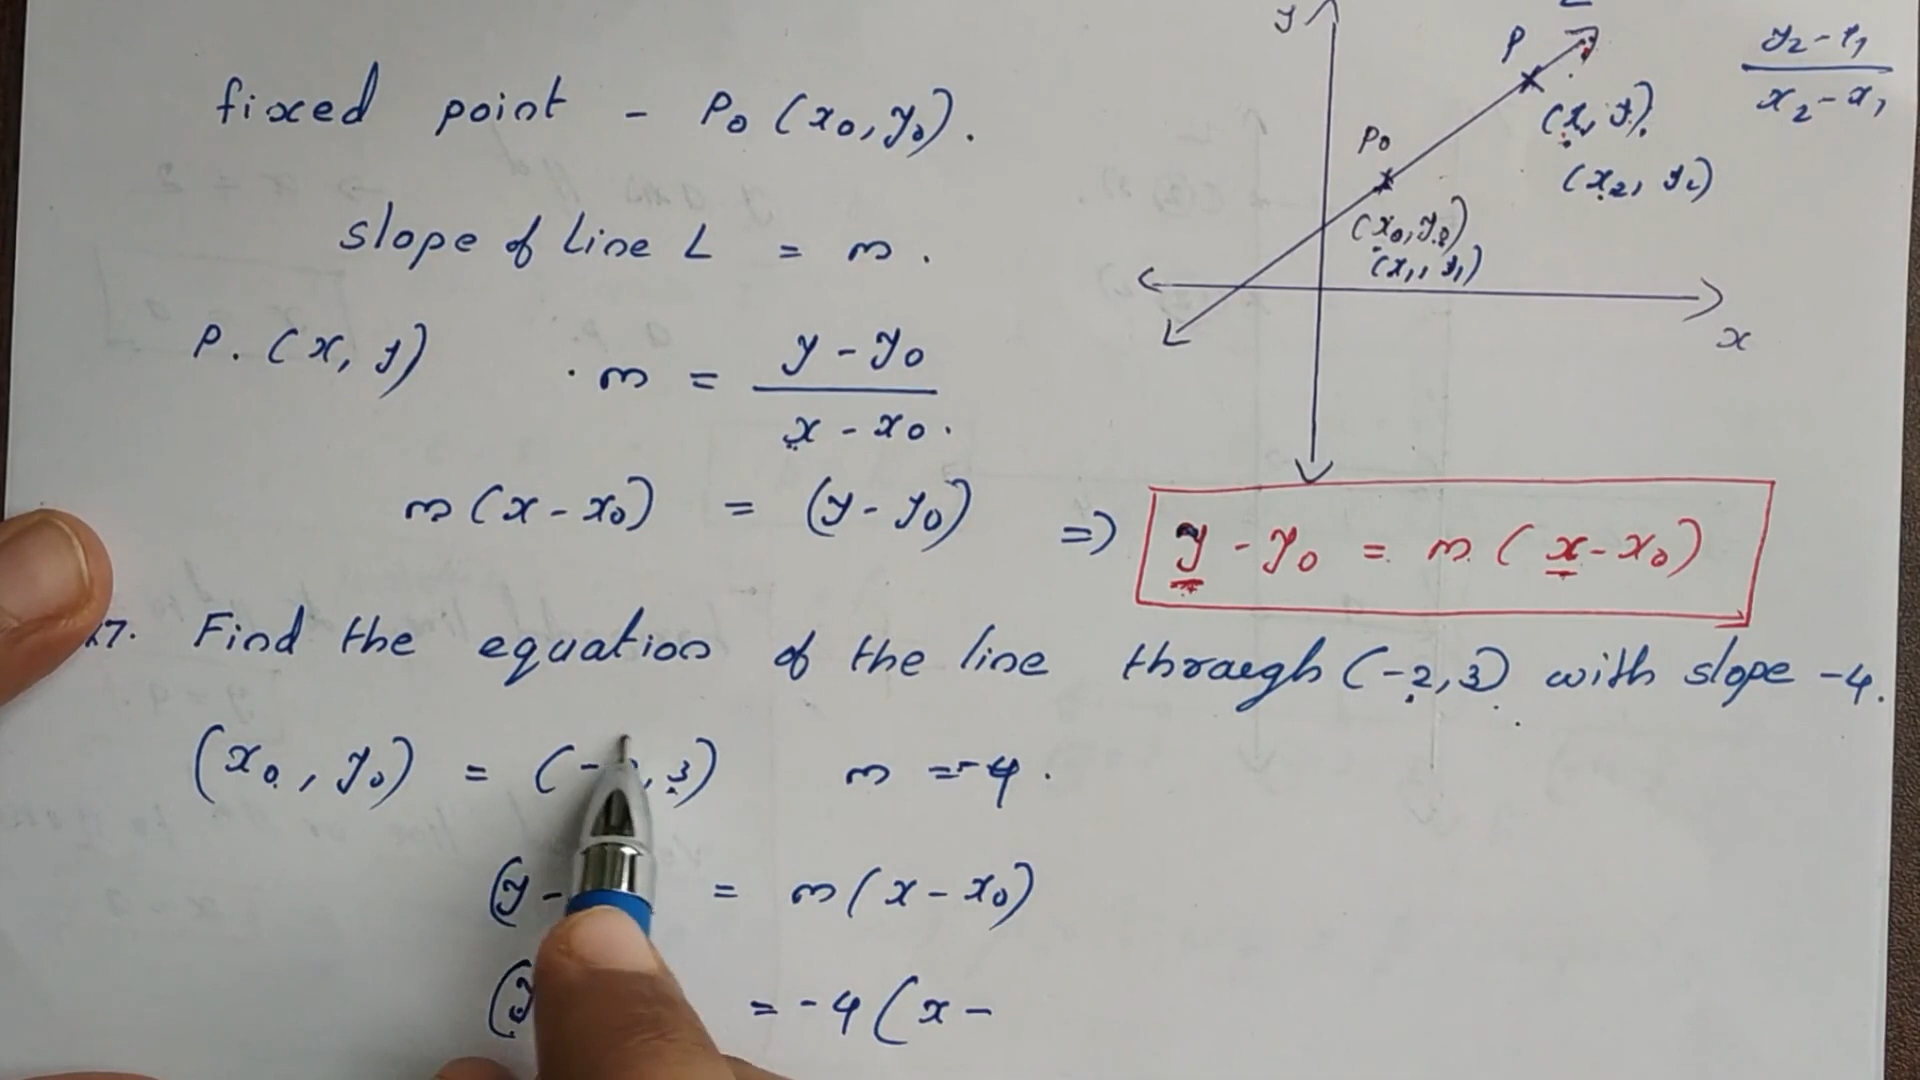 fixed point - P₀ (x₀, y₀).
slope of Line L = m.
P. (x, y) m = (y - y₀)/(x - x₀).
m (x - x₀) = (y - y₀) =>
y - y₀ = m (x - x₀)
7. Find the equation of the line through (-2, 3) with slope -4.
(x₀, y₀) = (- , 3) m = -4.
(y - = m (x - x₀)
(y = -4 (x -
y
P
(x, y).
(x₂, y₂)
P₀
(x₀, y₀)
(x₁, y₁)
x
(y₂ - y₁)/(x₂ - x₁)